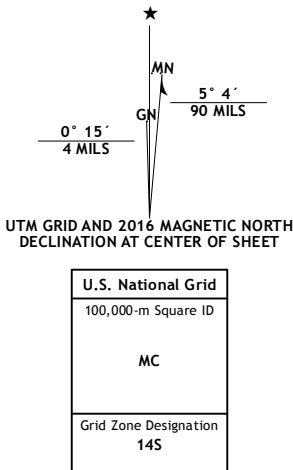 MN
GN
5° 4´
90 MILS
0° 15´
4 MILS
UTM GRID AND 2016 MAGNETIC NORTH
DECLINATION AT CENTER OF SHEET
U.S. National Grid
100,000-m Square ID
MC
Grid Zone Designation
14S